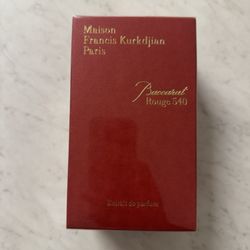 Maison
Francis Kurkdjian
Paris
Baccarat
Rouge 540
Extrait de parfum